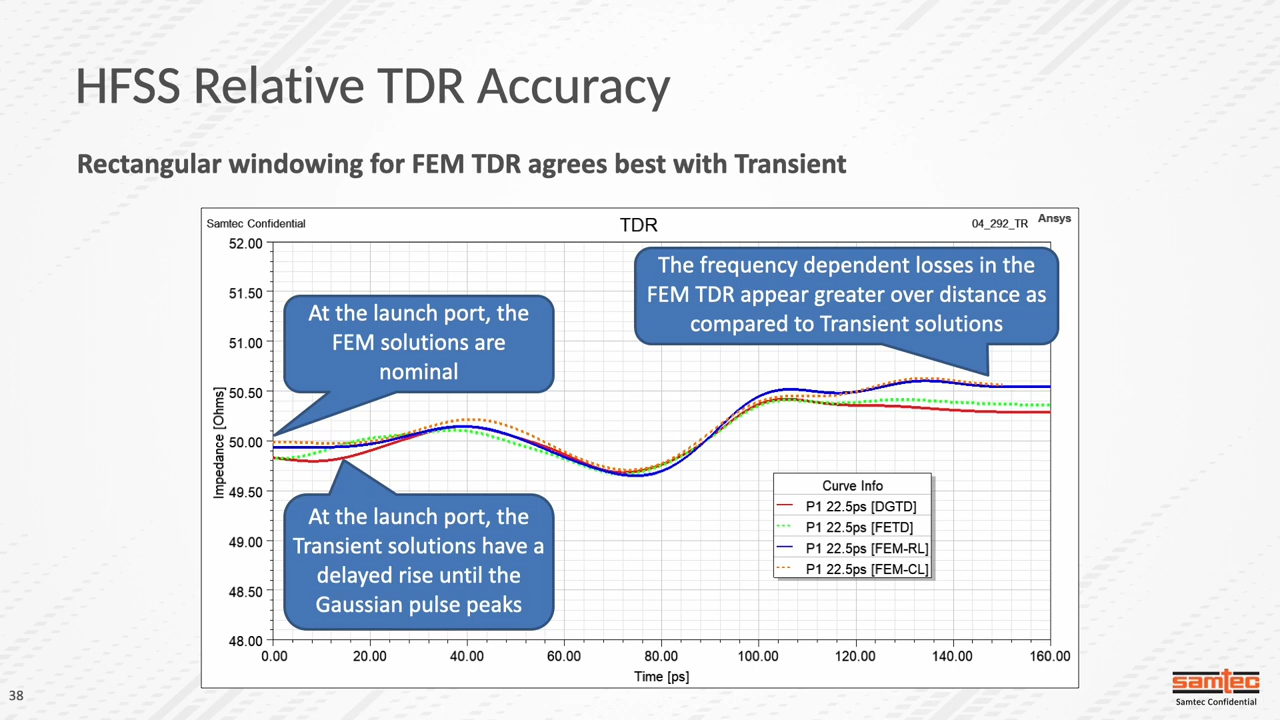 HFSS Relative TDR Accuracy
Rectangular windowing for FEM TDR agrees best with Transient
Samtec Confidential
TDR
04_292_TR
Ansys
52.00
51.50
51.00
50.50
50.00
49.50
49.00
48.50
48.00
Impedance [Ohms]
At the launch port, the
FEM solutions are
nominal
The frequency dependent losses in the
FEM TDR appear greater over distance as
compared to Transient solutions
At the launch port, the
Transient solutions have a
delayed rise until the
Gaussian pulse peaks
Curve Info
P1 22.5ps [DGTD]
P1 22.5ps [FETD]
P1 22.5ps [FEM-RL]
P1 22.5ps [FEM-CL]
0.00 20.00 40.00 60.00 80.00 100.00 120.00 140.00 160.00
Time [ps]
38
samtec
Samtec Confidential